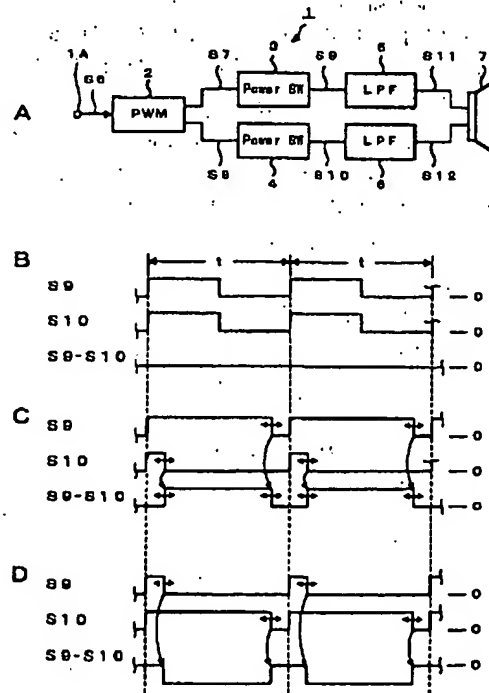 1
1A
S6
2
S7
3
S9
5
S11
7
A
PWM
Power SW
LPF
Power SW
LPF
S8
4
S10
6
S12
B
t
t
S9
0
S10
0
S9-S10
0
C
S9
0
S10
0
S9-S10
0
D
S9
0
S10
0
S9-S10
0